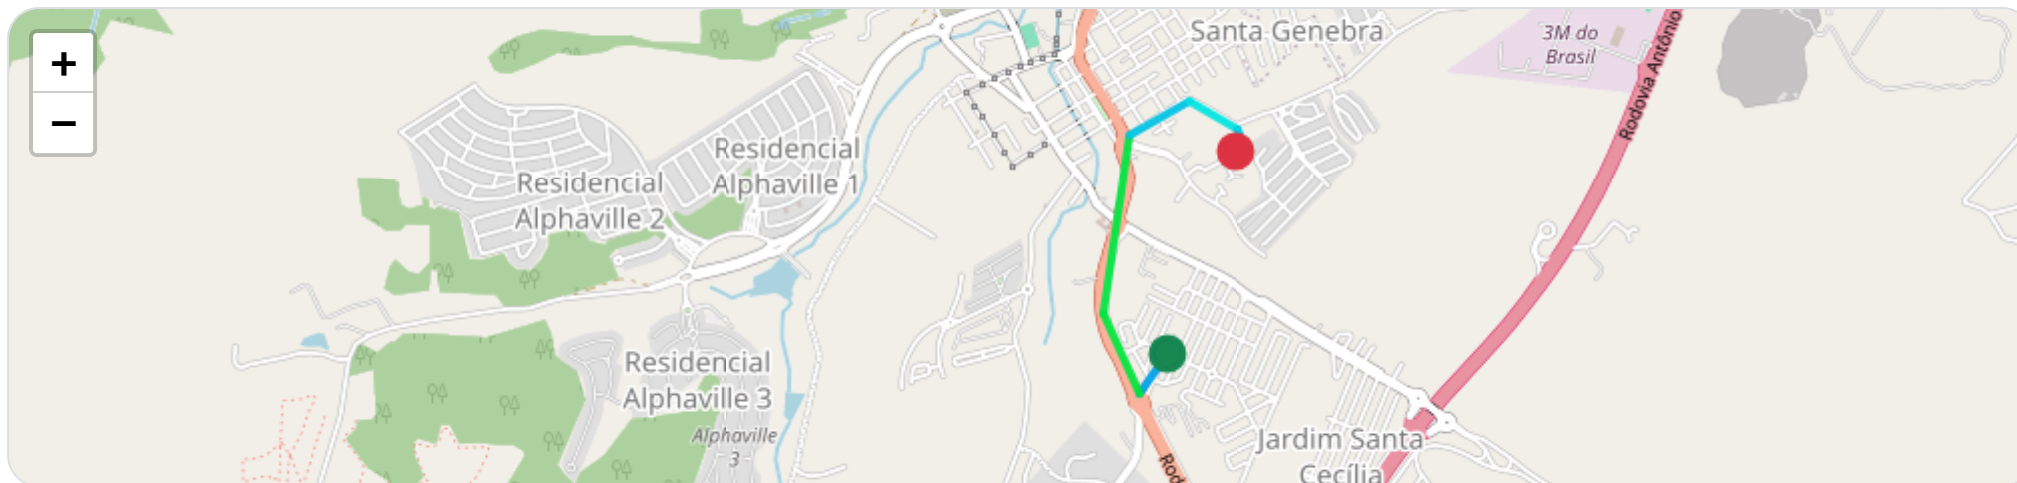 +
−
Santa Genebra
3M do
Brasil
Rodovia Antônio
Residencial
Alphaville 1
Residencial
Alphaville 2
Residencial
Alphaville 3
Alphaville
3
Jardim Santa
Cecília
Rod